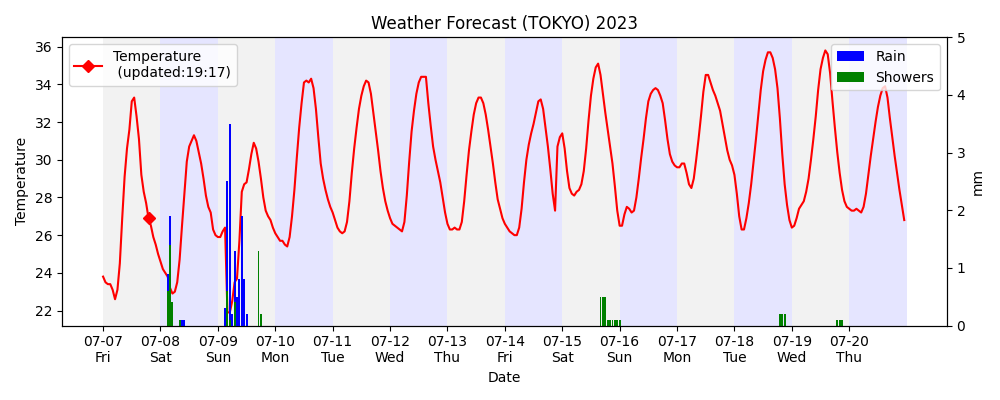 Weather Forecast (TOKYO) 2023
Temperature
(updated:19:17)
Rain
Showers
Temperature
36
34
32
30
28
26
24
22
5
4
3
2
1
0
mm
07-07 07-08 07-09 07-10 07-11 07-12 07-13 07-14 07-15 07-16 07-17 07-18 07-19 07-20
Fri Sat Sun Mon Tue Wed Thu Fri Sat Sun Mon Tue Wed Thu
Date